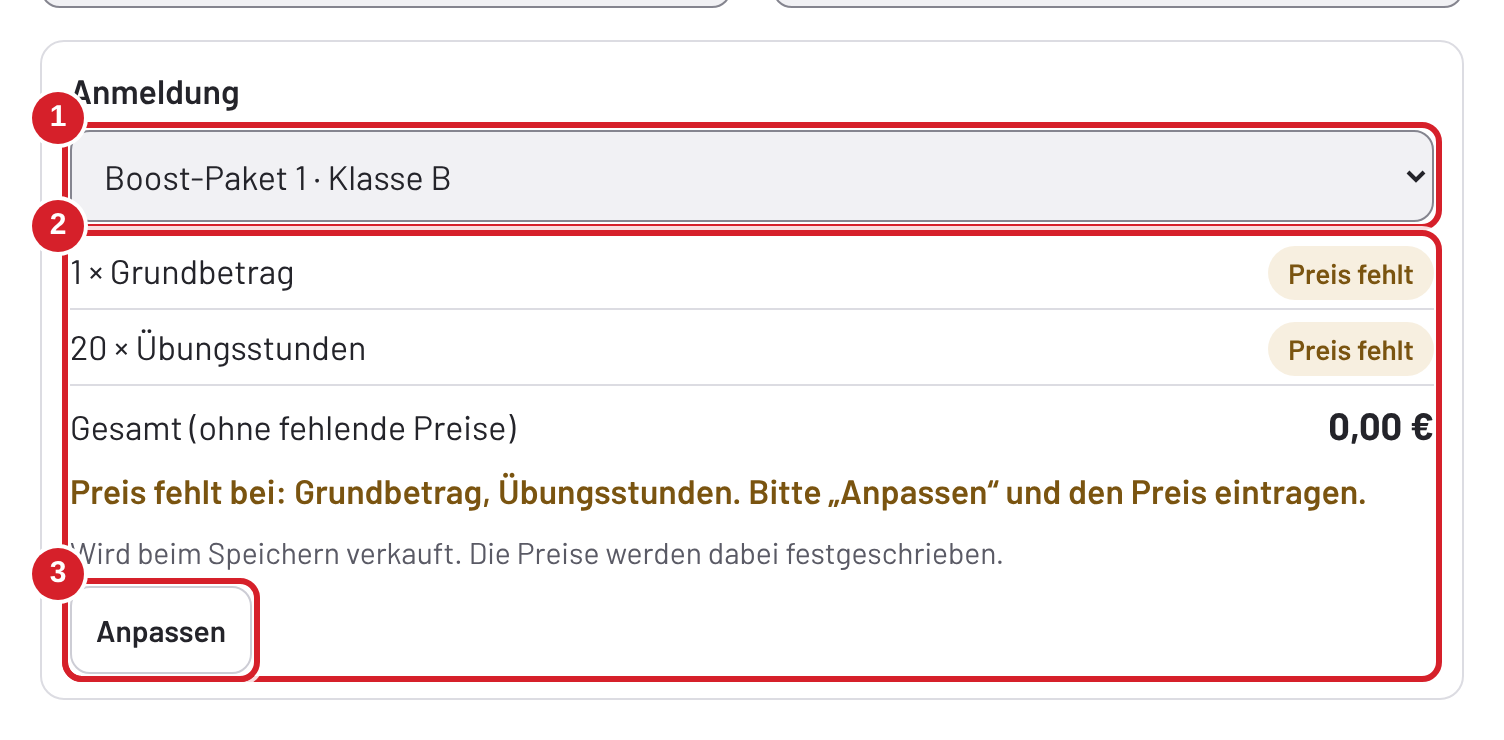 Anmeldung
1
Boost-Paket 1 · Klasse B
2
1 × Grundbetrag Preis fehlt
20 × Übungsstunden Preis fehlt
Gesamt (ohne fehlende Preise) 0,00 €
Preis fehlt bei: Grundbetrag, Übungsstunden. Bitte „Anpassen“ und den Preis eintragen.
Wird beim Speichern verkauft. Die Preise werden dabei festgeschrieben.
3
Anpassen